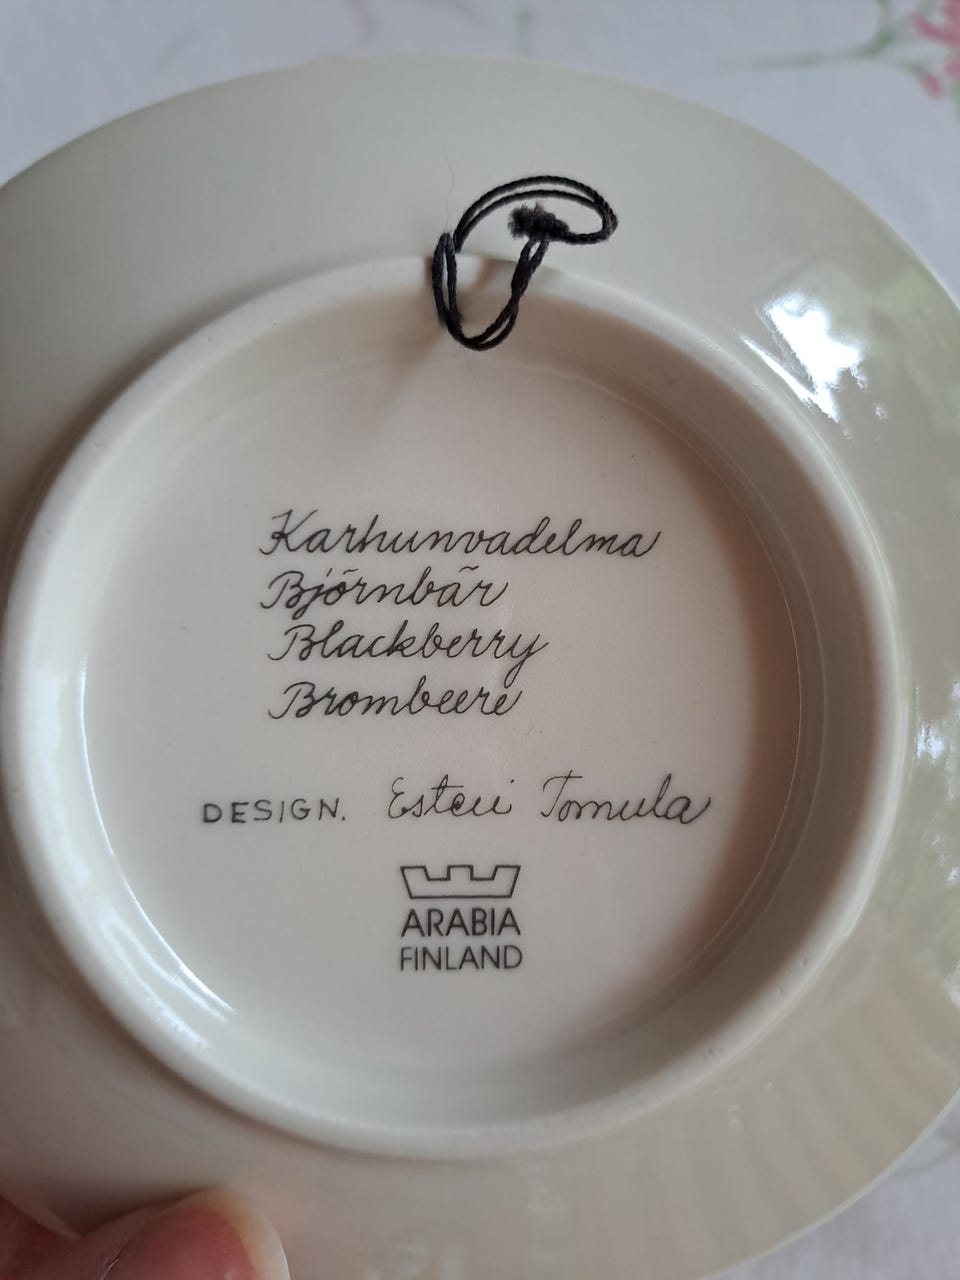 Karhunvadelma
Björnbär
Blackberry
Brombeere
DESIGN. Esteri Tomula
ARABIA
FINLAND